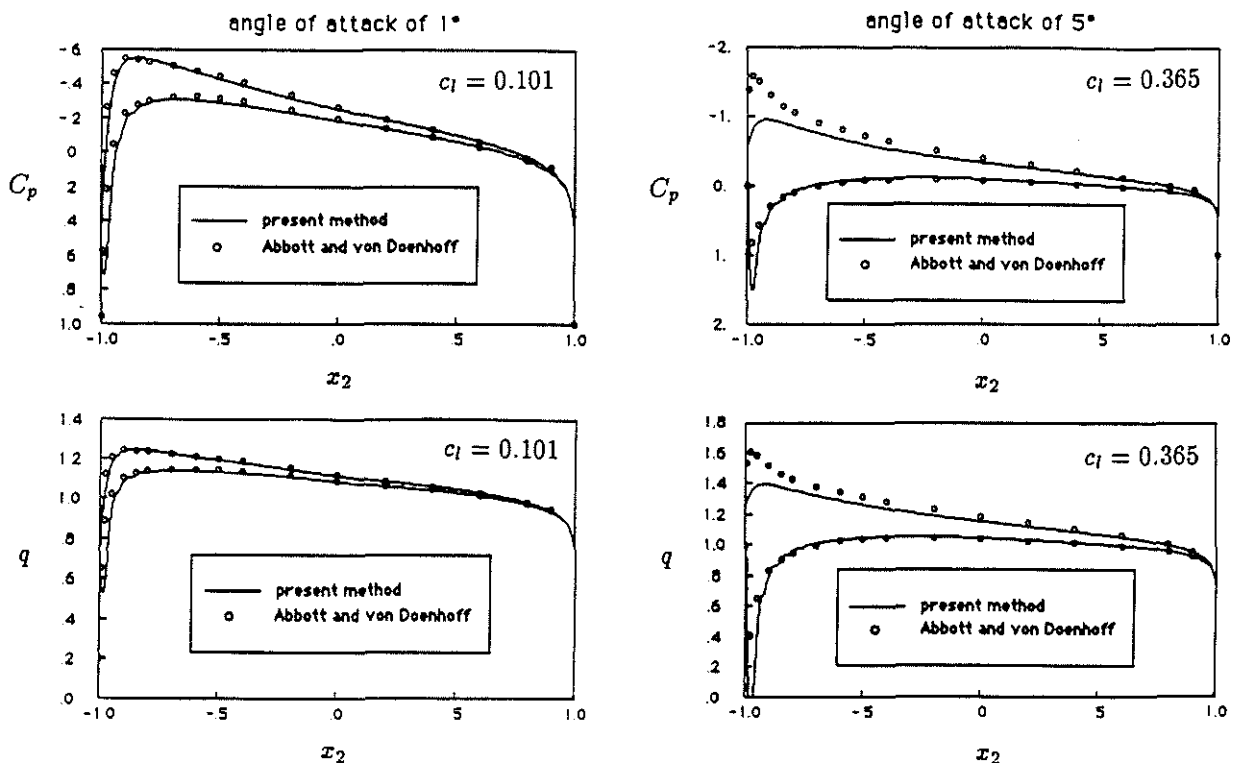 angle of attack of 1°
-.6
-.4
-.2
.0
.2
.4
.6
.8
1.0
C_p
c_l = 0.101
present method
Abbott and von Doenhoff
-1.0
-.5
.0
.5
1.0
x_2
angle of attack of 5°
-2.
-1.
0.
1.
2.
C_p
c_l = 0.365
present method
Abbott and von Doenhoff
-1.0
-.5
.0
.5
1.0
x_2
1.4
1.2
1.0
.8
.6
.4
.2
.0
q
c_l = 0.101
present method
Abbott and von Doenhoff
-1.0
-.5
.0
.5
1.0
x_2
1.8
1.6
1.4
1.2
1.0
.8
.6
.4
.2
.0
q
c_l = 0.365
present method
Abbott and von Doenhoff
-1.0
-.5
.0
.5
1.0
x_2